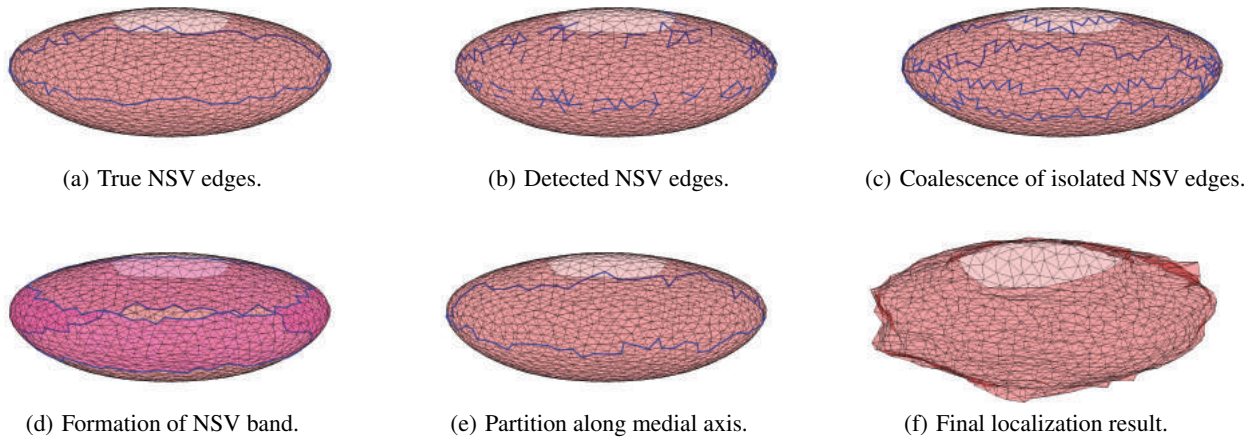 (a) True NSV edges.
(b) Detected NSV edges.
(c) Coalescence of isolated NSV edges.
(d) Formation of NSV band.
(e) Partition along medial axis.
(f) Final localization result.